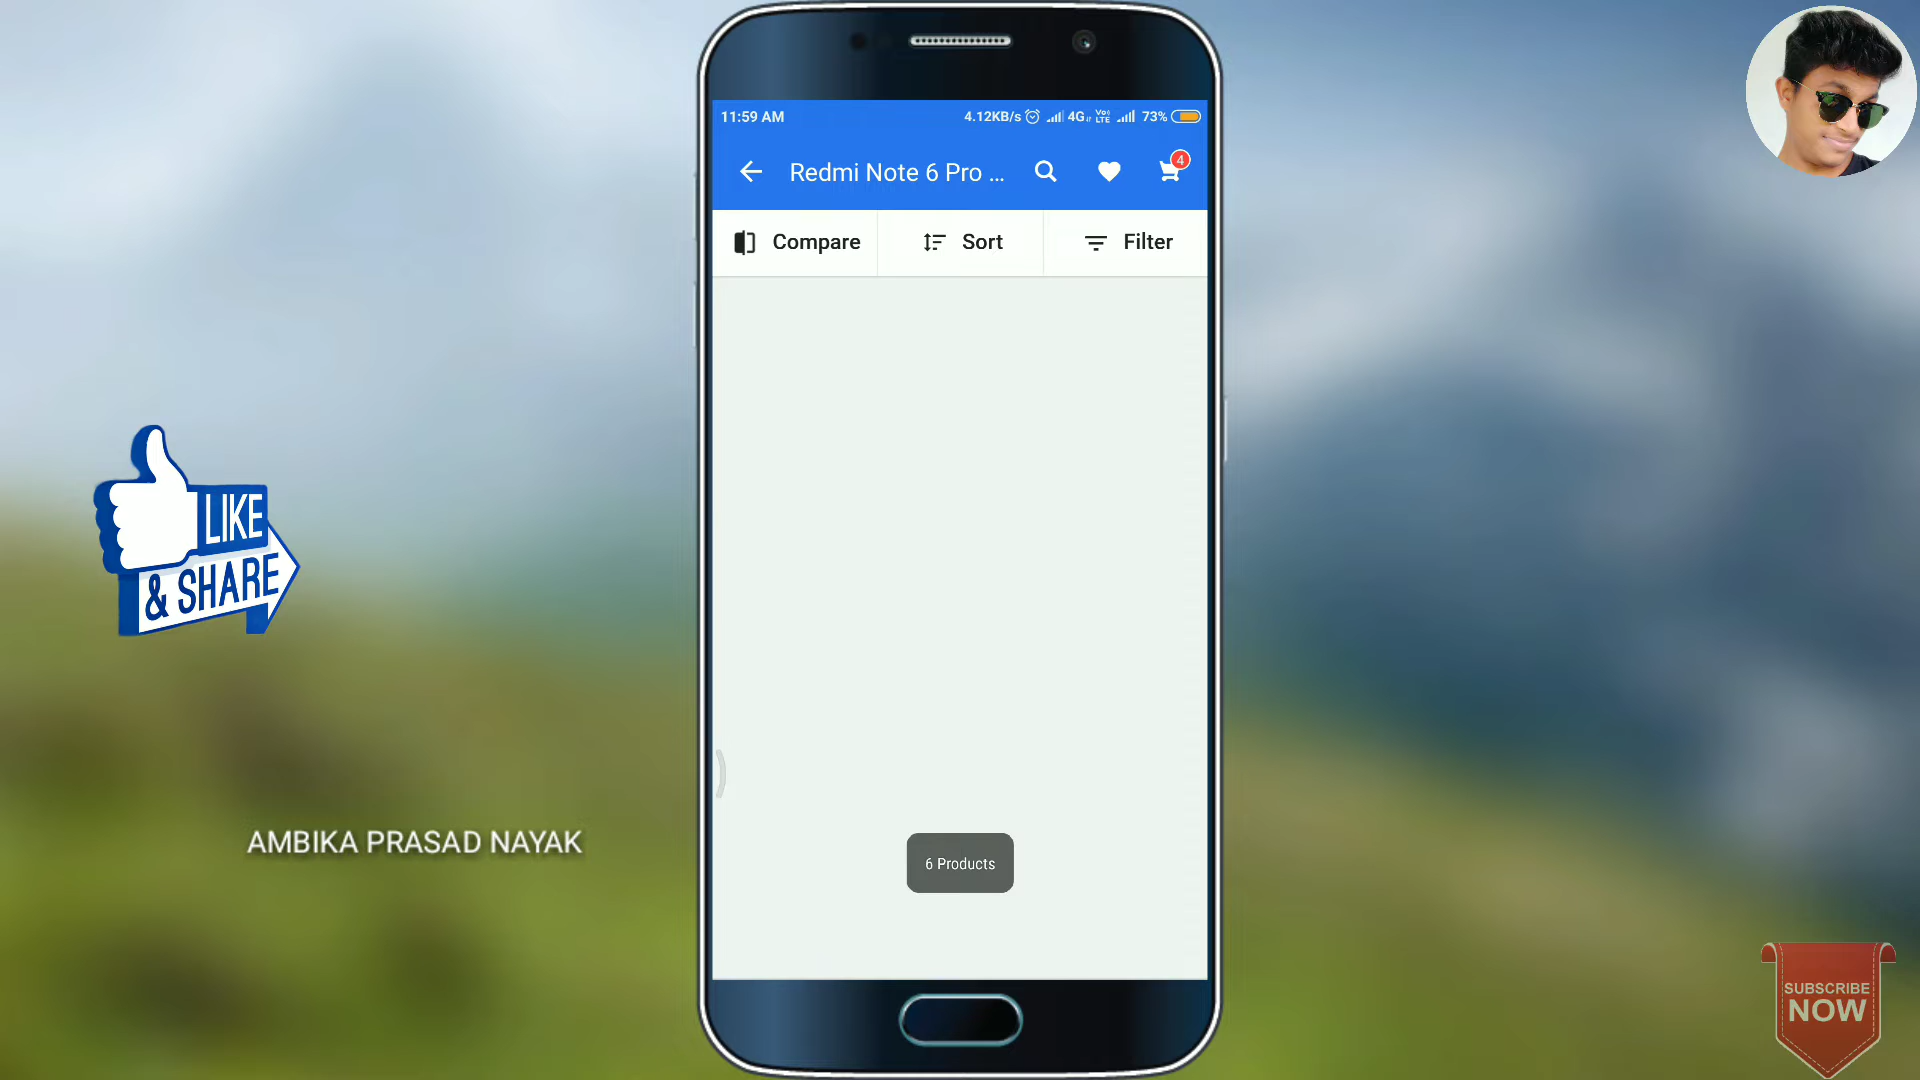 11:59 AM
4.12KB/s 4G VoLTE 73%
Redmi Note 6 Pro ...
4
Compare
Sort
Filter
LIKE
& SHARE
AMBIKA PRASAD NAYAK
6 Products
SUBSCRIBE
NOW